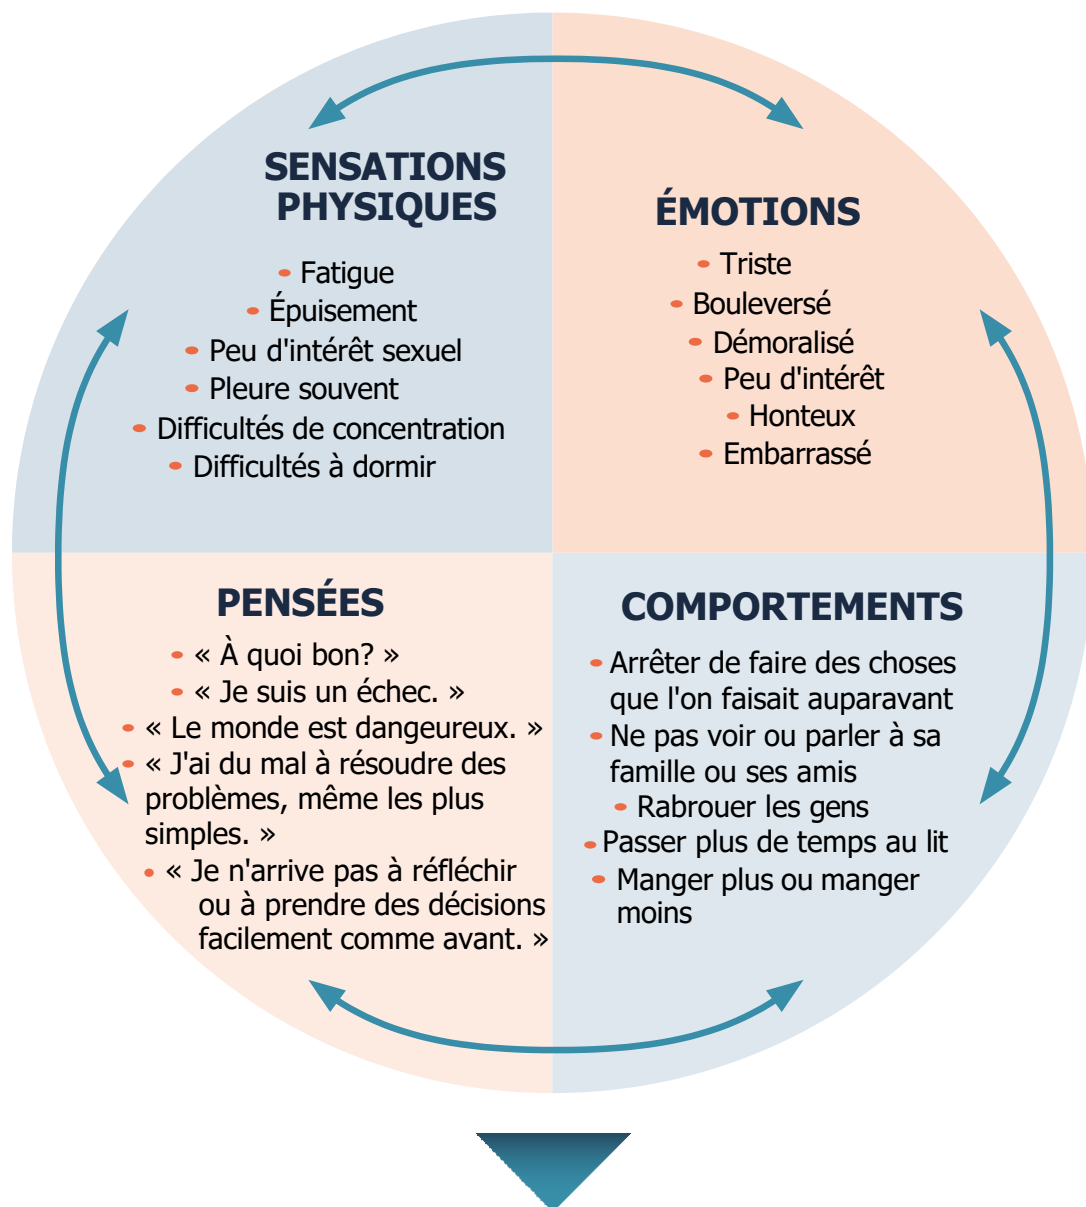 SENSATIONS
PHYSIQUES
• Fatigue
• Épuisement
• Peu d'intérêt sexuel
• Pleure souvent
• Difficultés de concentration
• Difficultés à dormir
ÉMOTIONS
• Triste
• Bouleversé
• Démoralisé
• Peu d'intérêt
• Honteux
• Embarrassé
PENSÉES
• « À quoi bon? »
• « Je suis un échec. »
• « Le monde est dangeureux. »
• « J'ai du mal à résoudre des
problèmes, même les plus
simples. »
• « Je n'arrive pas à réfléchir
ou à prendre des décisions
facilement comme avant. »
COMPORTEMENTS
• Arrêter de faire des choses
que l'on faisait auparavant
• Ne pas voir ou parler à sa
famille ou ses amis
• Rabrouer les gens
• Passer plus de temps au lit
• Manger plus ou manger
moins